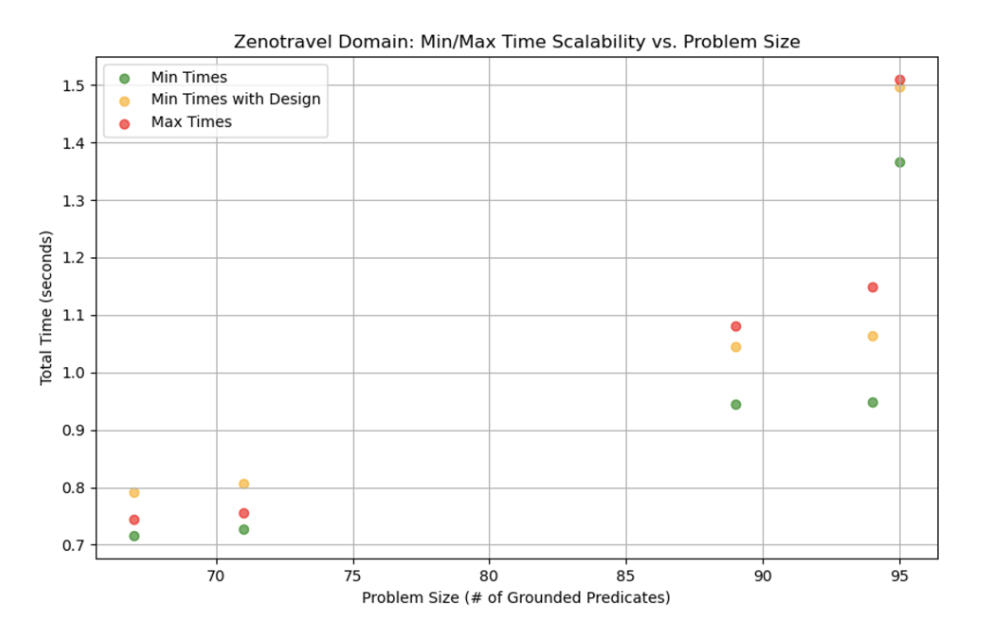 Zenotravel Domain: Min/Max Time Scalability vs. Problem Size
Min Times
Min Times with Design
Max Times
Total Time (seconds)
1.5
1.4
1.3
1.2
1.1
1.0
0.9
0.8
0.7
70 75 80 85 90 95
Problem Size (# of Grounded Predicates)